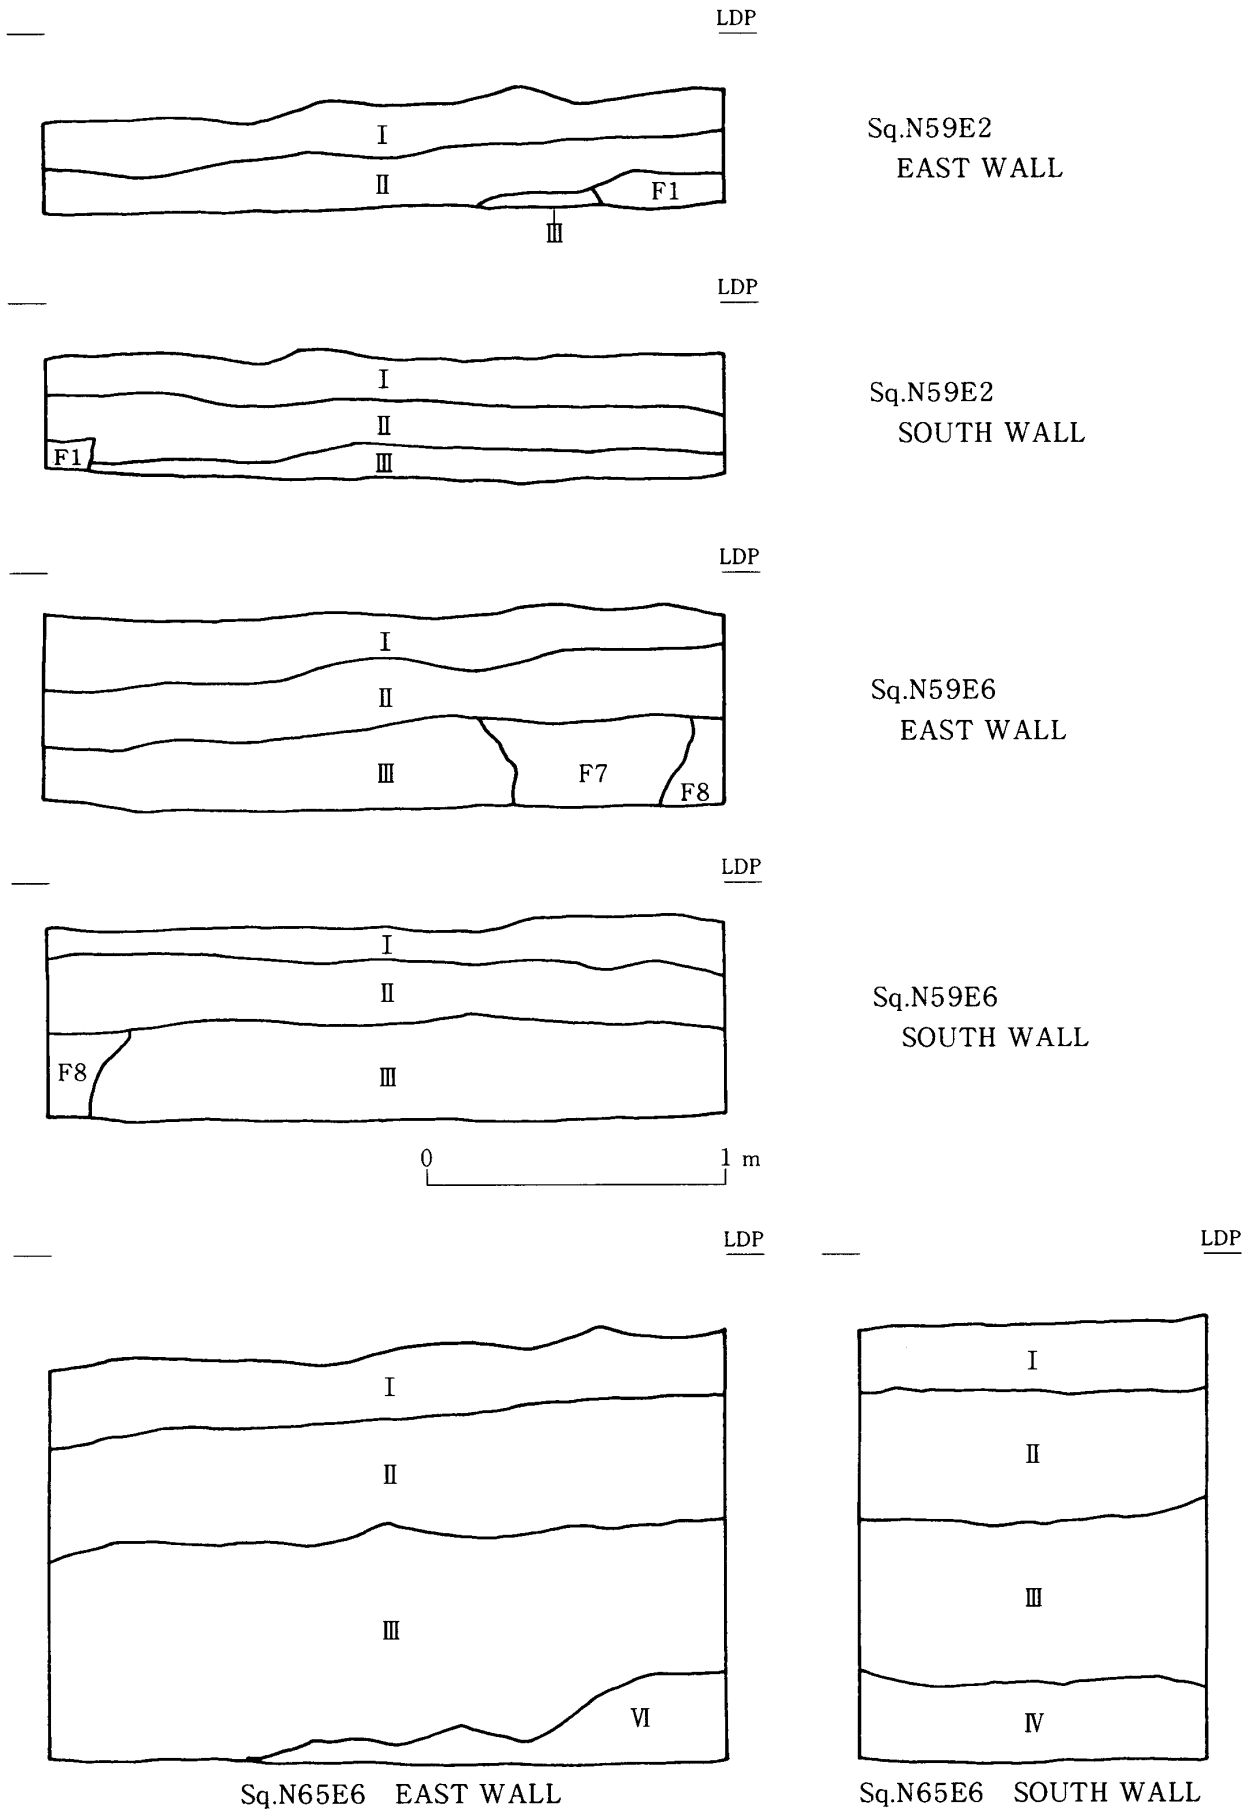 LDP
I
II
F1
III
Sq.N59E2
EAST WALL
LDP
I
II
F1
III
Sq.N59E2
SOUTH WALL
LDP
I
II
III
F7
F8
Sq.N59E6
EAST WALL
LDP
I
II
F8
III
Sq.N59E6
SOUTH WALL
0 1 m
LDP
I
II
III
VI
Sq.N65E6 EAST WALL
LDP
I
II
III
IV
Sq.N65E6 SOUTH WALL